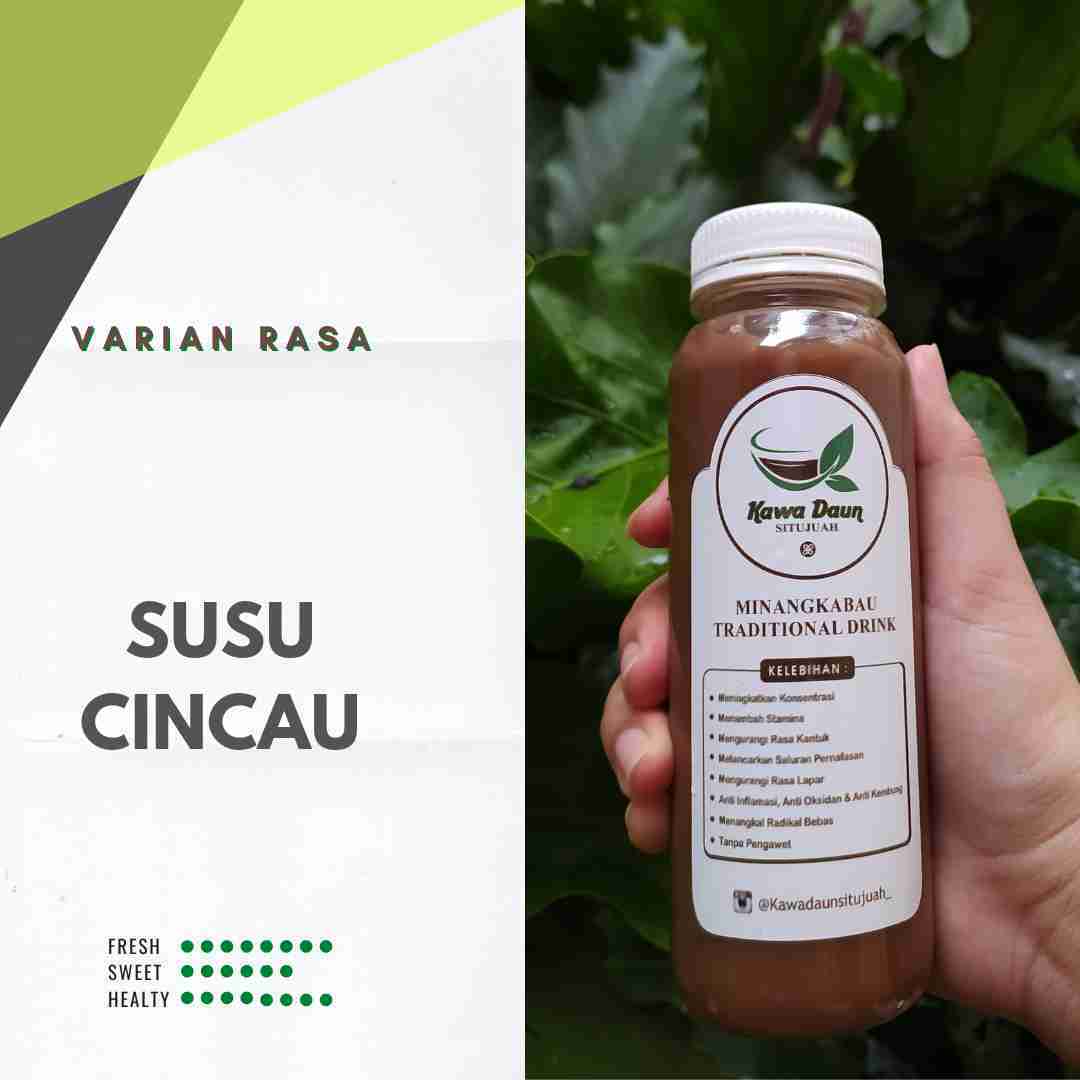 VARIAN RASA
SUSU
CINCAU
FRESH
SWEET
HEALTY
Kawa Daun
SITUJUAH
MINANGKABAU
TRADITIONAL DRINK
KELEBIHAN :
• Meningkatkan Konsentrasi
• Menambah Stamina
• Mengurangi Rasa Kantuk
• Melancarkan Saluran Pernafasan
• Mengurangi Rasa Lapar
• Anti Inflamasi, Anti Oksidan & Anti Kembung
• Menangkal Radikal Bebas
• Tanpa Pengawet
@Kawadaunsitujuah_